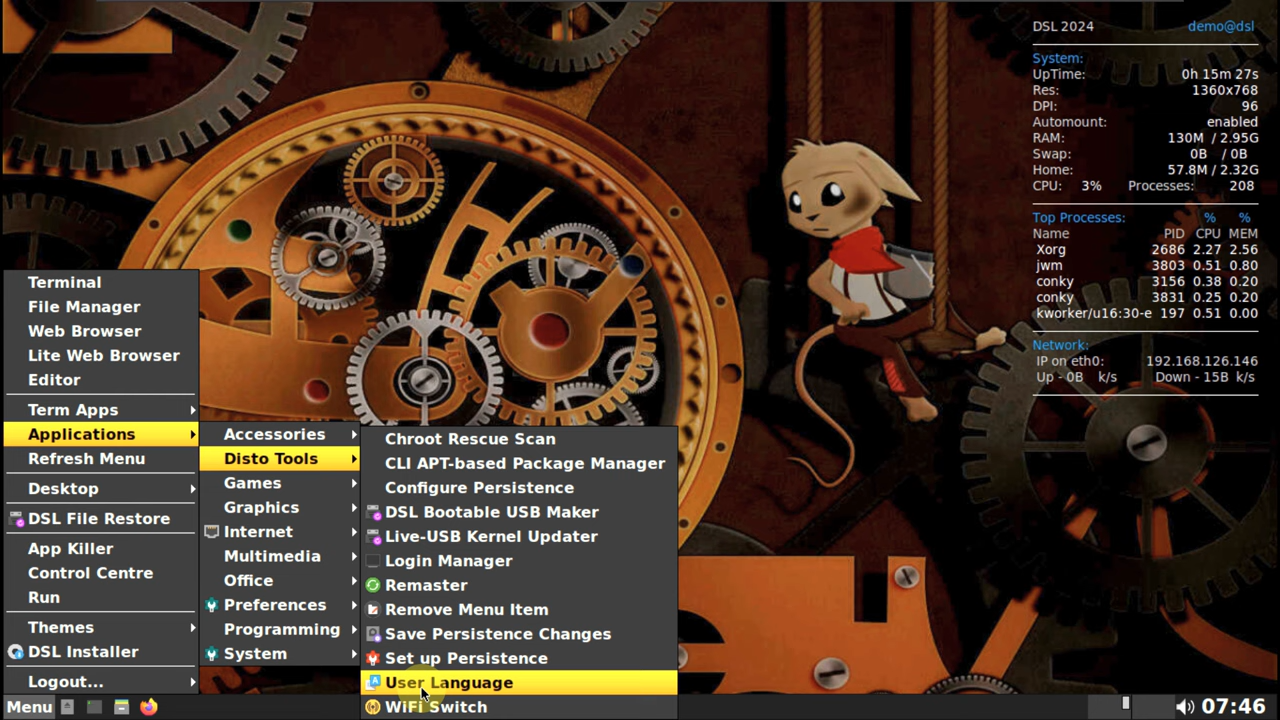 DSL 2024 demo@dsl
System:
UpTime: 0h 15m 27s
Res: 1360x768
DPI: 96
Automount: enabled
RAM: 130M / 2.95G
Swap: 0B / 0B
Home: 57.8M / 2.32G
CPU: 3% Processes: 208
Top Processes: % %
Name PID CPU MEM
Xorg 2686 2.27 2.56
jwm 3803 0.51 0.80
conky 3156 0.38 0.20
conky 3831 0.25 0.20
kworker/u16:30-e 197 0.51 0.00
Network:
IP on eth0: 192.168.126.146
Up - 0B k/s Down - 15B k/s
Terminal
File Manager
Web Browser
Lite Web Browser
Editor
Term Apps
Applications
Refresh Menu
Desktop
DSL File Restore
App Killer
Control Centre
Run
Themes
DSL Installer
Logout...
Accessories
Disto Tools
Games
Graphics
Internet
Multimedia
Office
Preferences
Programming
System
Chroot Rescue Scan
CLI APT-based Package Manager
Configure Persistence
DSL Bootable USB Maker
Live-USB Kernel Updater
Login Manager
Remaster
Remove Menu Item
Save Persistence Changes
Set up Persistence
User Language
WiFi Switch
Menu
07:46